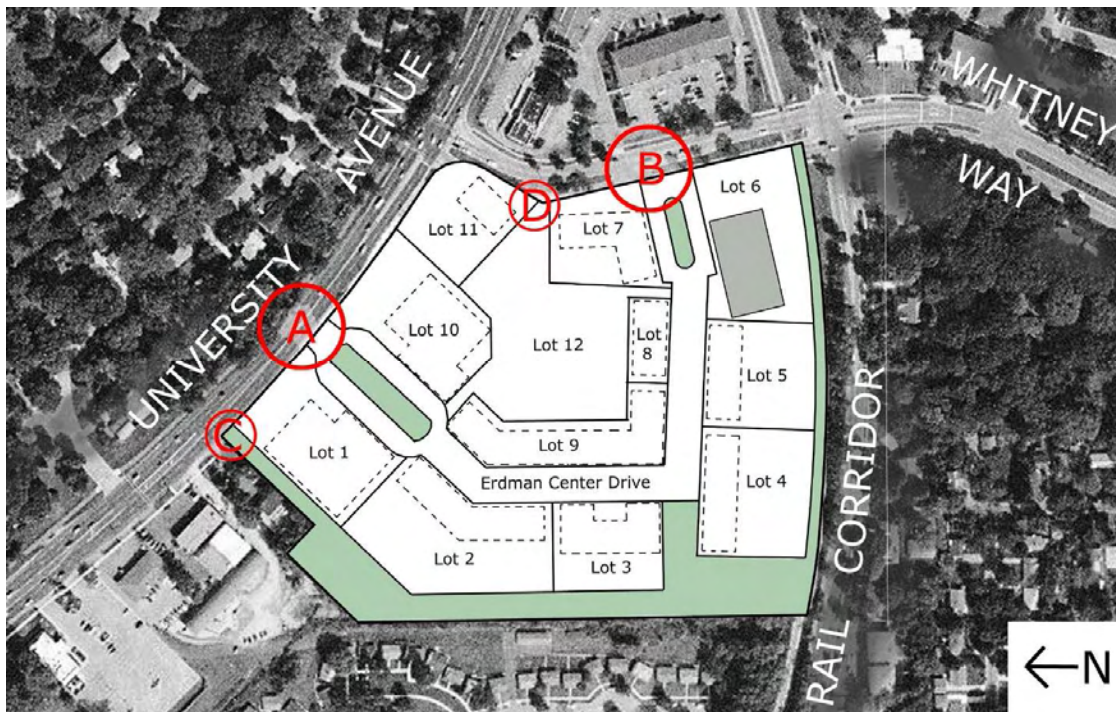 UNIVERSITY
AVENUE
WHITNEY
WAY
RAIL
CORRIDOR
A
B
C
D
Lot 6
Lot 7
Lot 11
Lot 10
Lot 12
Lot 8
Lot 5
Lot 9
Lot 1
Erdman Center Drive
Lot 4
Lot 2
Lot 3
←N